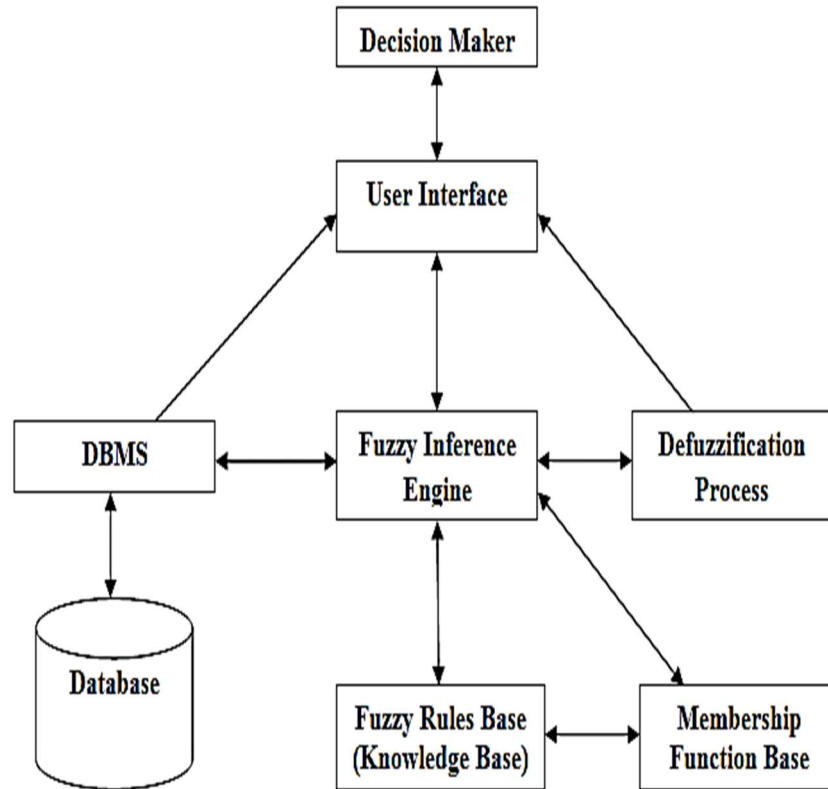 Decision Maker
User Interface
DBMS
Fuzzy Inference
Engine
Defuzzification
Process
Database
Fuzzy Rules Base
(Knowledge Base)
Membership
Function Base